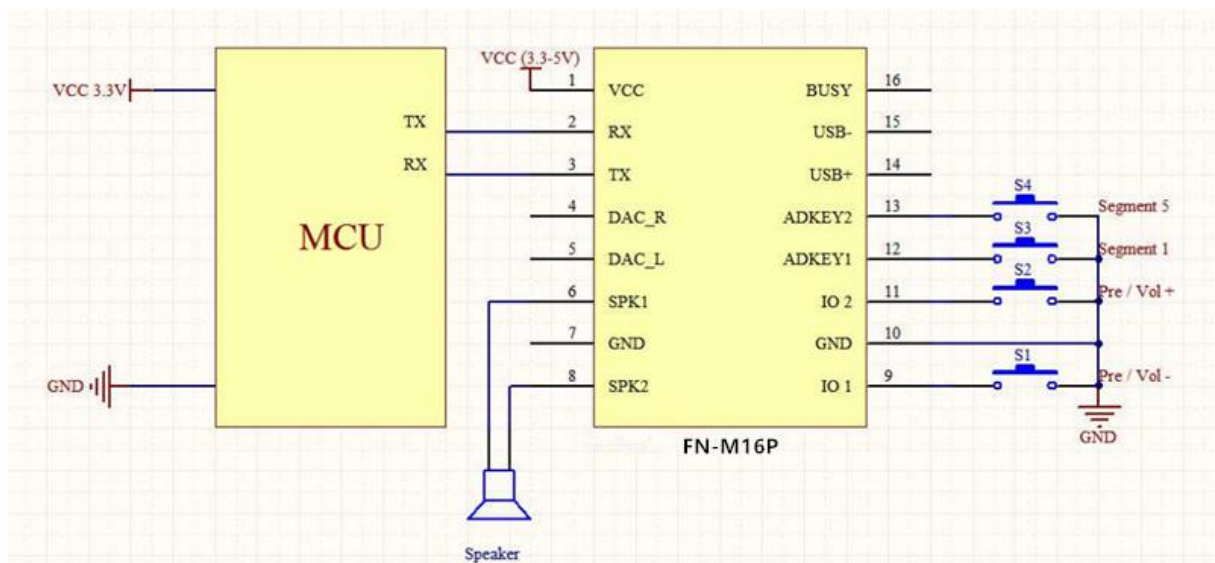 VCC 3.3V
GND
MCU
TX
RX
VCC (3.3-5V)
1 VCC
2 RX
3 TX
4 DAC_R
5 DAC_L
6 SPK1
7 GND
8 SPK2
BUSY 16
USB- 15
USB+ 14
ADKEY2 13
ADKEY1 12
IO 2 11
GND 10
IO 1 9
FN-M16P
S4
Segment 5
S3
Segment 1
S2
Pre / Vol +
S1
Pre / Vol -
GND
Speaker